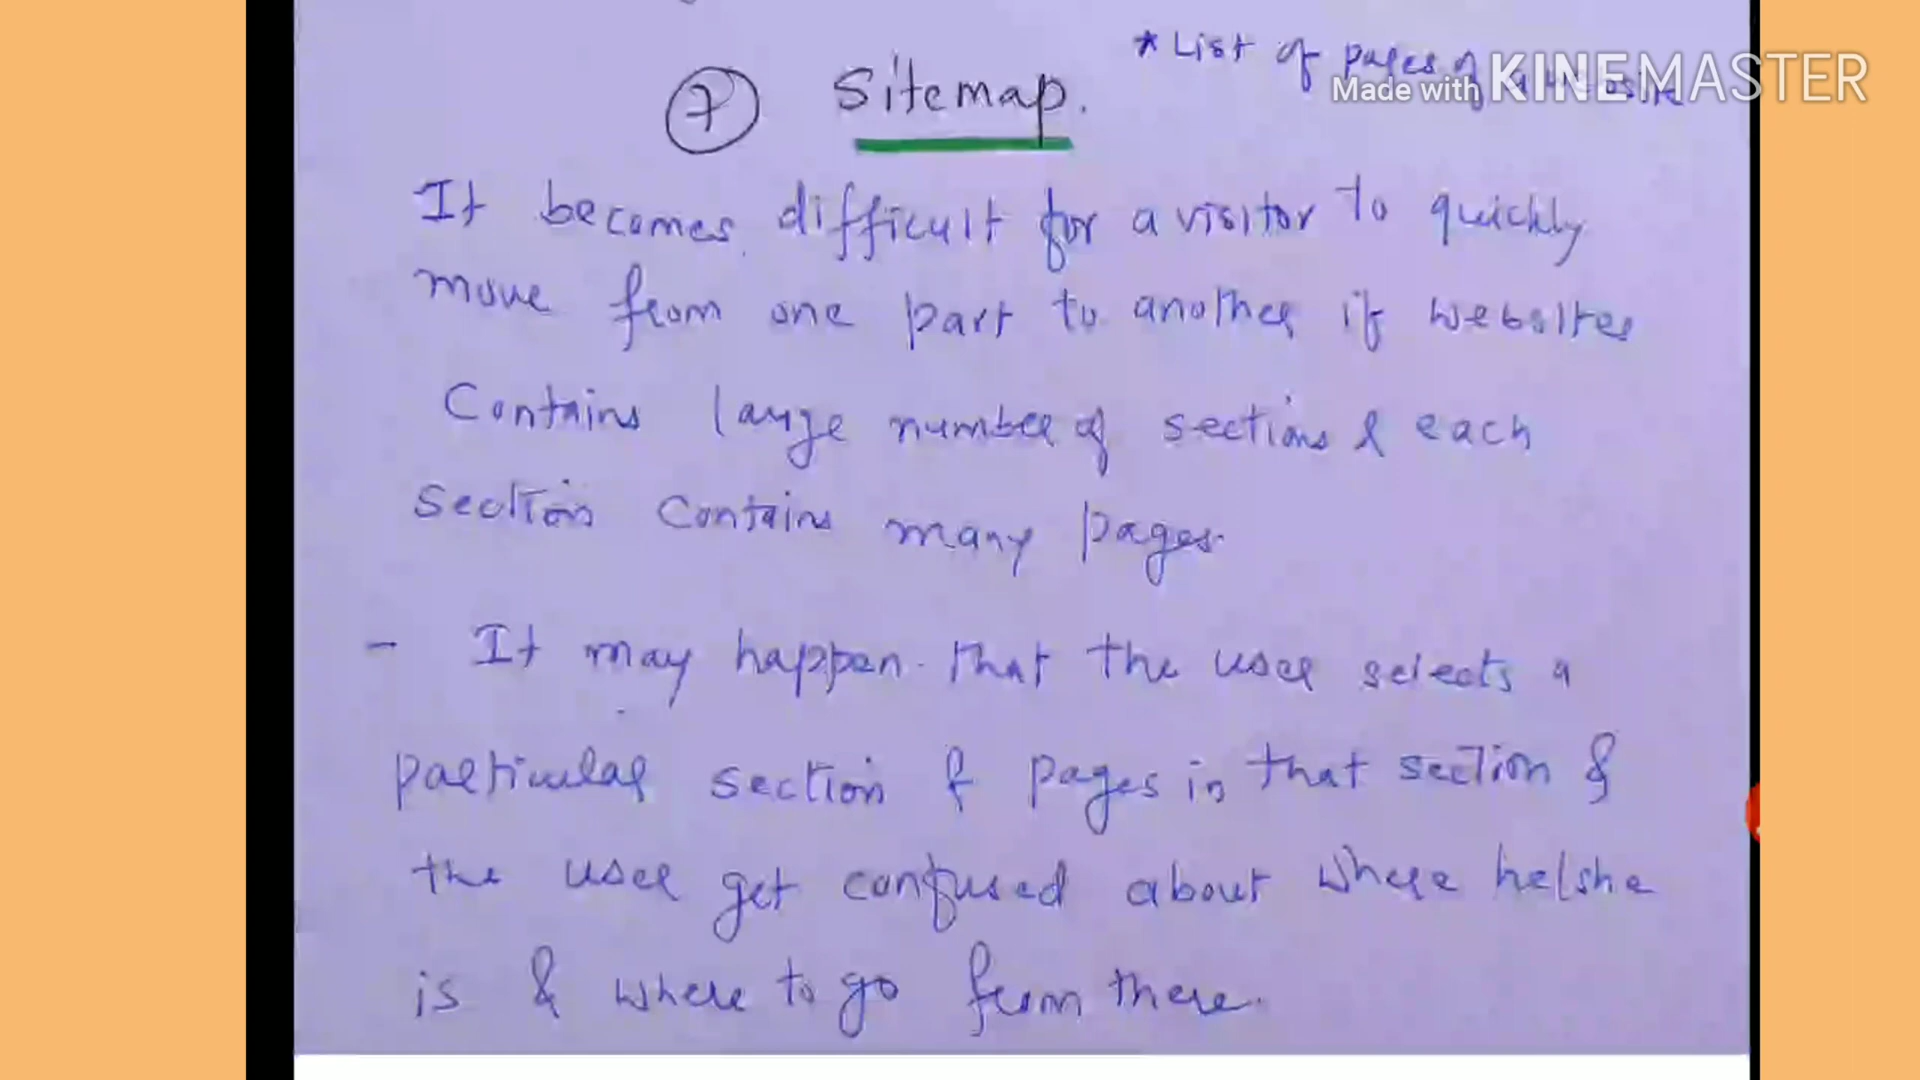 * List of pages of a website
Made with KINEMASTER
7 Sitemap.
It becomes difficult for a visitor to quickly
move from one part to another if websites
Contains large number of sections & each
section contains many pages.
- It may happen that the user selects a
particular section & pages in that section &
the user get confused about where he/she
is & where to go from there.